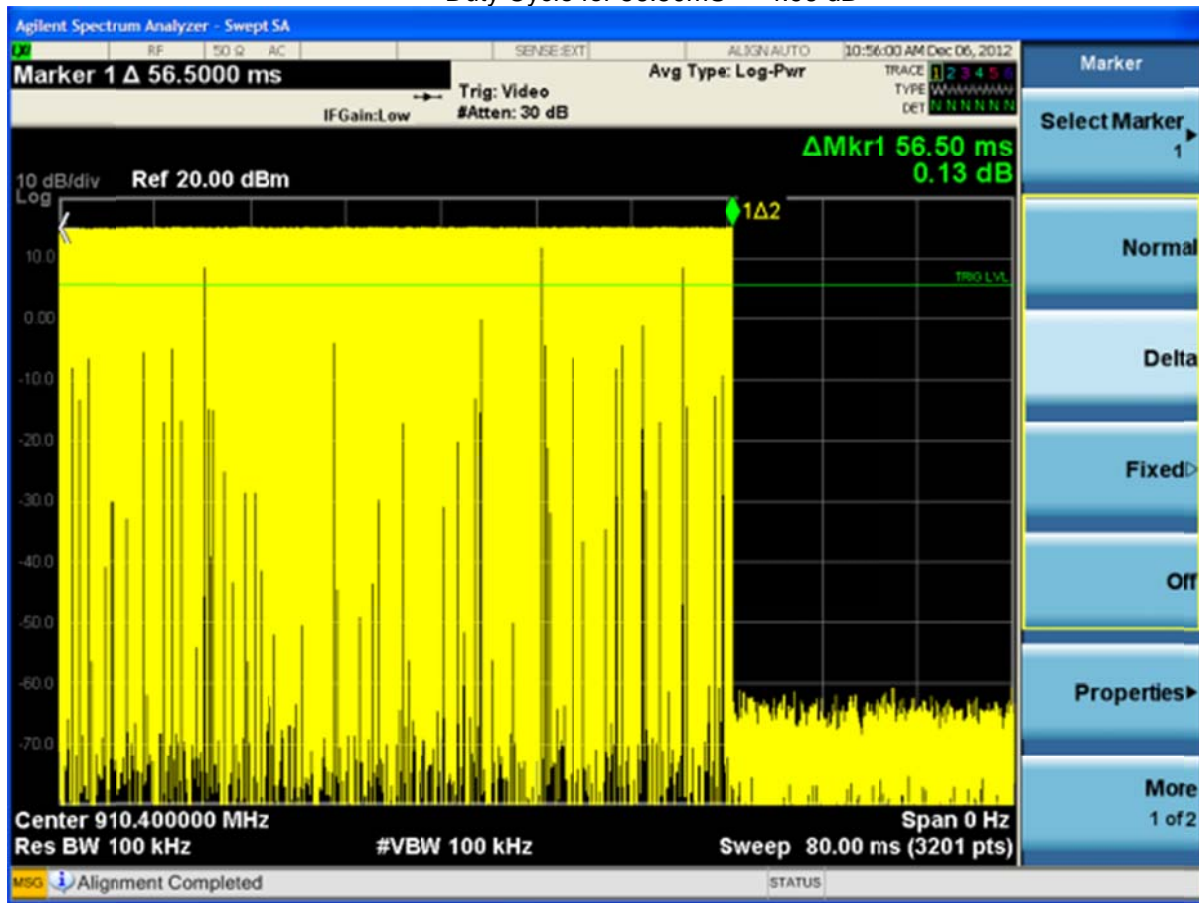 Agilent Spectrum Analyzer - Swept SA
RF 50 Ω AC SENSE:EXT ALIGN AUTO 10:56:00 AM Dec 06, 2012
Marker 1 Δ 56.5000 ms
Trig: Video
IFGain:Low #Atten: 30 dB
Avg Type: Log-Pwr
TRACE 1 2 3 4 5 6
TYPE
DET N N N N N N
ΔMkr1 56.50 ms
0.13 dB
10 dB/div Ref 20.00 dBm
Log
1Δ2
TRIG LVL
10.0
0.00
-10.0
-20.0
-30.0
-40.0
-50.0
-60.0
-70.0
Center 910.400000 MHz Span 0 Hz
Res BW 100 kHz #VBW 100 kHz Sweep 80.00 ms (3201 pts)
MSG Alignment Completed STATUS
Marker
Select Marker
1
Normal
Delta
Fixed
Off
Properties
More
1 of 2